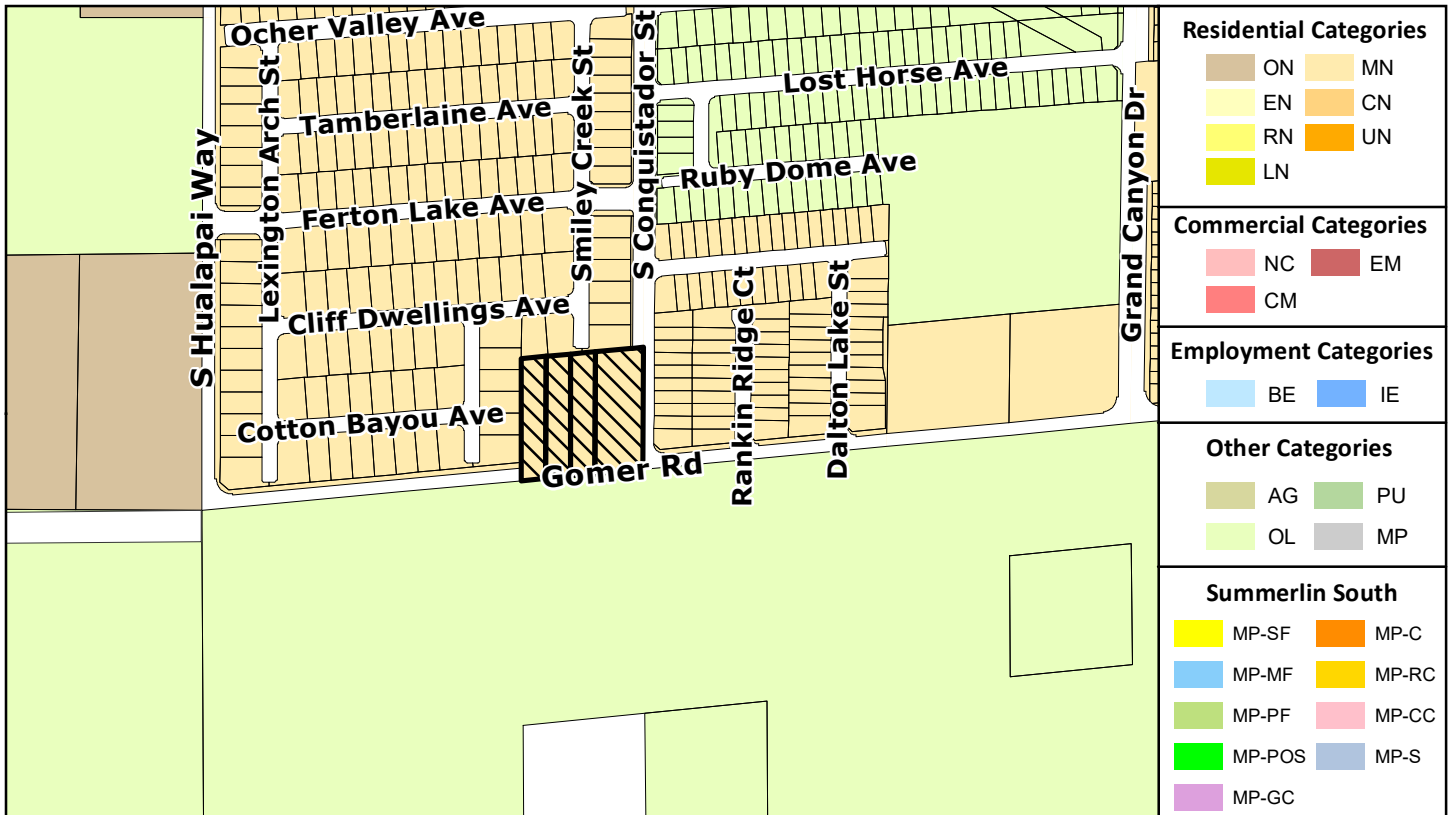 Ocher Valley Ave
Lexington Arch St
Tamberlaine Ave
Smiley Creek St
S Conquistador St
Lost Horse Ave
Grand Canyon Dr
S Hualapai Way
Ferton Lake Ave
Ruby Dome Ave
Cliff Dwellings Ave
Rankin Ridge Ct
Dalton Lake St
Cotton Bayou Ave
Gomer Rd
Residential Categories
ON MN
EN CN
RN UN
LN
Commercial Categories
NC EM
CM
Employment Categories
BE IE
Other Categories
AG PU
OL MP
Summerlin South
MP-SF MP-C
MP-MF MP-RC
MP-PF MP-CC
MP-POS MP-S
MP-GC